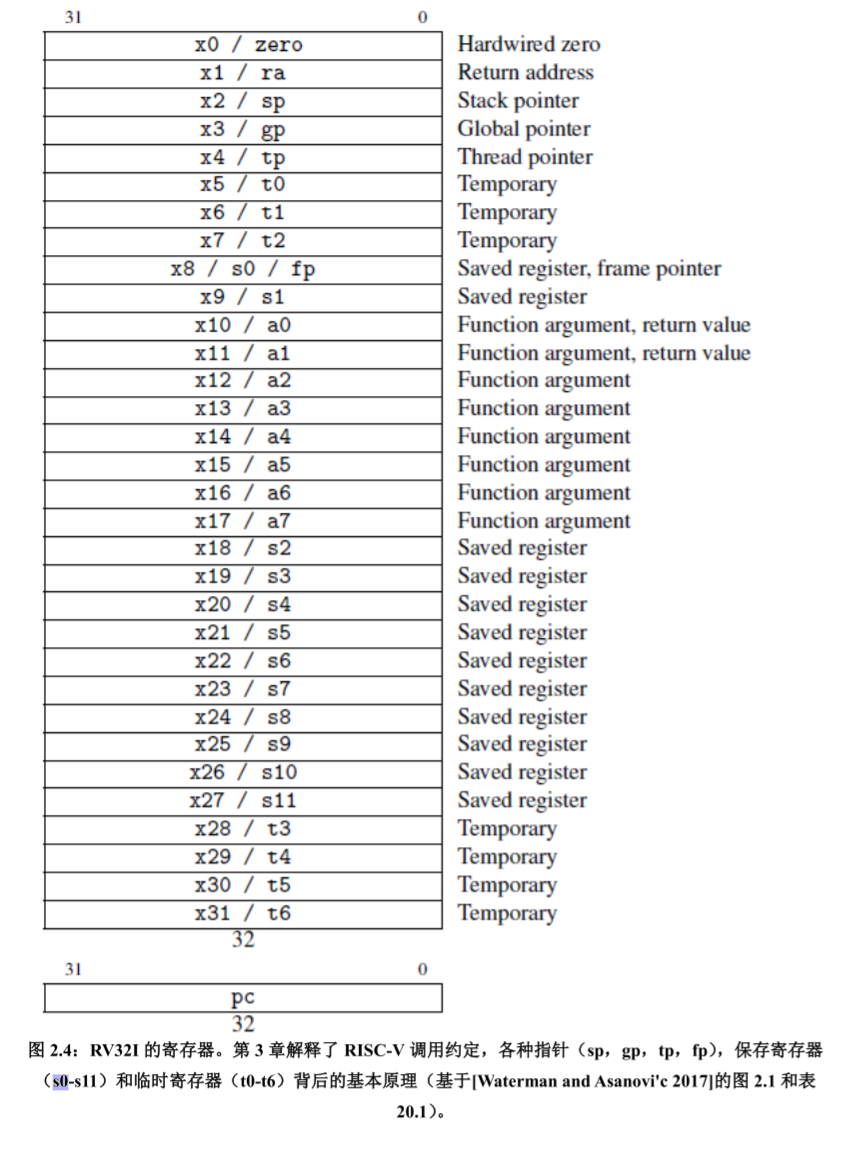 31 0
x0 / zero Hardwired zero
x1 / ra Return address
x2 / sp Stack pointer
x3 / gp Global pointer
x4 / tp Thread pointer
x5 / t0 Temporary
x6 / t1 Temporary
x7 / t2 Temporary
x8 / s0 / fp Saved register, frame pointer
x9 / s1 Saved register
x10 / a0 Function argument, return value
x11 / a1 Function argument, return value
x12 / a2 Function argument
x13 / a3 Function argument
x14 / a4 Function argument
x15 / a5 Function argument
x16 / a6 Function argument
x17 / a7 Function argument
x18 / s2 Saved register
x19 / s3 Saved register
x20 / s4 Saved register
x21 / s5 Saved register
x22 / s6 Saved register
x23 / s7 Saved register
x24 / s8 Saved register
x25 / s9 Saved register
x26 / s10 Saved register
x27 / s11 Saved register
x28 / t3 Temporary
x29 / t4 Temporary
x30 / t5 Temporary
x31 / t6 Temporary
32
31 0
pc
32
图 2.4：RV32I 的寄存器。第 3 章解释了 RISC-V 调用约定，各种指针（sp，gp，tp，fp），保存寄存器
（s0-s11）和临时寄存器（t0-t6）背后的基本原理（基于[Waterman and Asanovi'c 2017]的图 2.1 和表
20.1）。